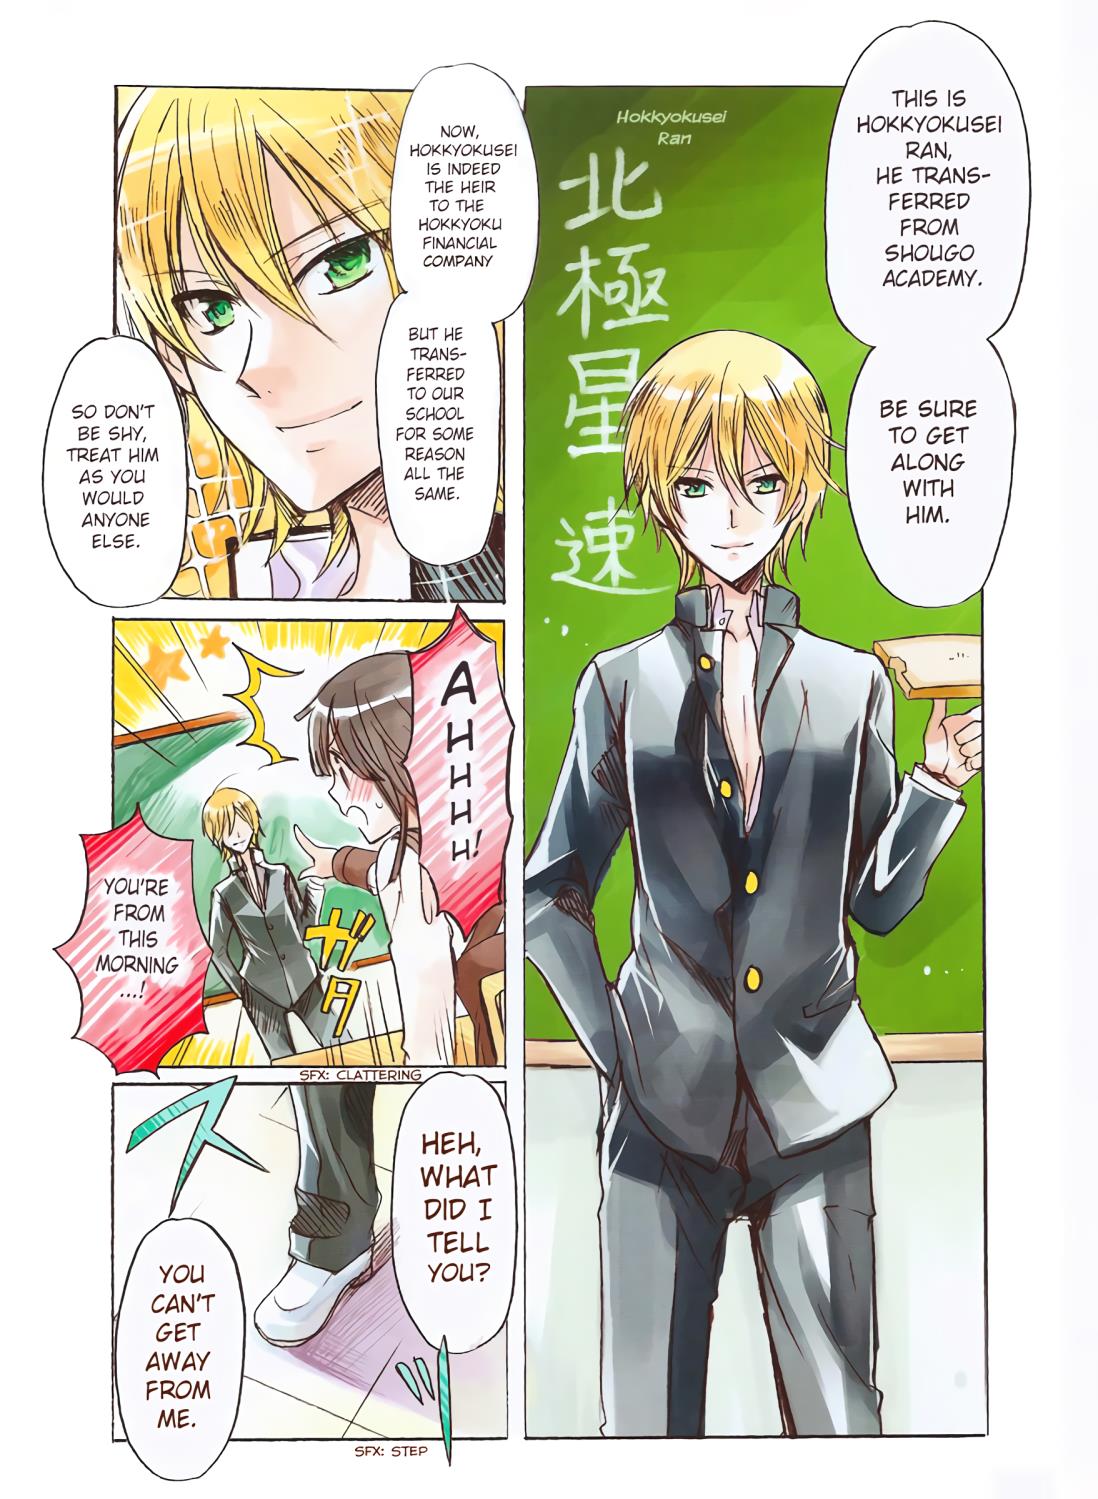 THIS IS
HOKKYOKUSEI
RAN,
HE TRANS-
FERRED
FROM
SHOUGO
ACADEMY.
BE SURE
TO GET
ALONG
WITH
HIM.
Hokkyokusei
Ran
北
極
星
速
NOW,
HOKKYOKUSEI
IS INDEED
THE HEIR
TO THE
HOKKYOKU
FINANCIAL
COMPANY
BUT HE
TRANS-
FERRED
TO OUR
SCHOOL
FOR SOME
REASON
ALL THE
SAME.
SO DON'T
BE SHY,
TREAT HIM
AS YOU
WOULD
ANYONE
ELSE.
AHHHH!
YOU'RE
FROM
THIS
MORNING
...!
ガタ
SFX: CLATTERING
HEH,
WHAT
DID I
TELL
YOU?
ズッ
YOU
CAN'T
GET
AWAY
FROM
ME.
SFX: STEP